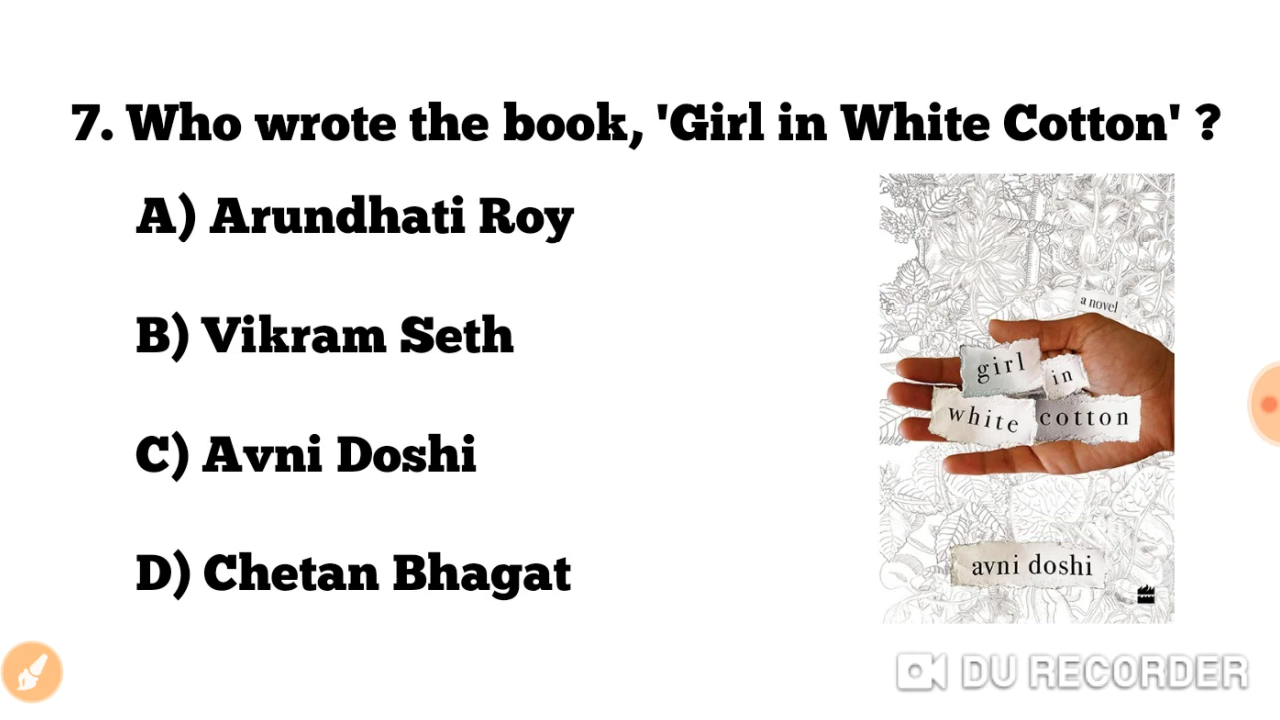 7. Who wrote the book, 'Girl in White Cotton' ?
A) Arundhati Roy
B) Vikram Seth
C) Avni Doshi
D) Chetan Bhagat
a novel
girl in
white cotton
avni doshi
DU RECORDER